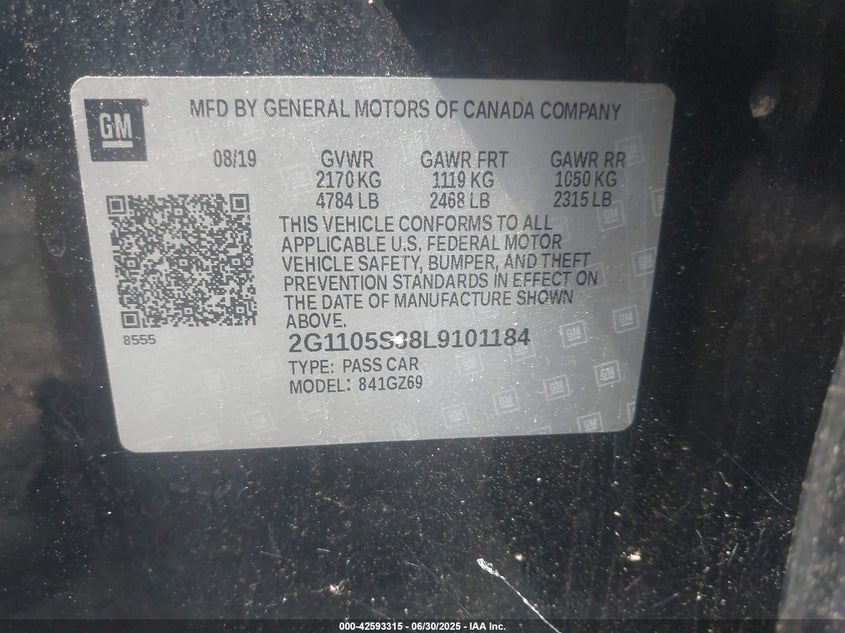 GM
MFD BY GENERAL MOTORS OF CANADA COMPANY
08/19 GVWR GAWR FRT GAWR RR
2170 KG 1119 KG 1050 KG
4784 LB 2468 LB 2315 LB
THIS VEHICLE CONFORMS TO ALL
APPLICABLE U.S. FEDERAL MOTOR
VEHICLE SAFETY, BUMPER, AND THEFT
PREVENTION STANDARDS IN EFFECT ON
THE DATE OF MANUFACTURE SHOWN
ABOVE.
8555
2G1105S38L9101184
TYPE: PASS CAR
MODEL: 841GZ69
000-42593315 - 06/30/2025 - IAA Inc.